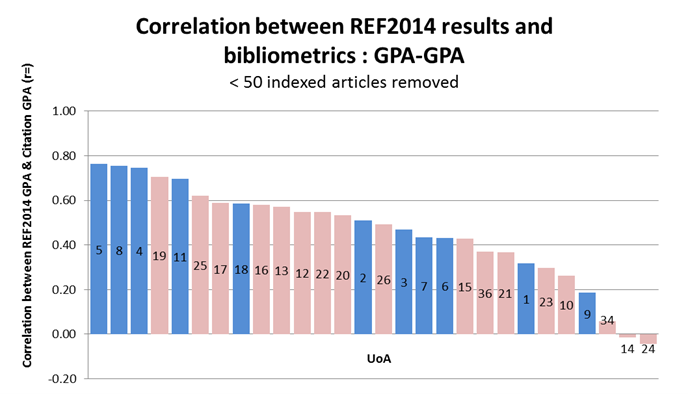 Correlation between REF2014 results and
bibliometrics : GPA-GPA
< 50 indexed articles removed
Correlation between REF2014 GPA & Citation GPA (r=)
1.00
0.80
0.60
0.40
0.20
0.00
-0.20
5 8 4 19 11 25 17 18 16 13 12 22 20 2 26 3 7 6 15 36 21 1 23 10 9 34 14 24
UoA